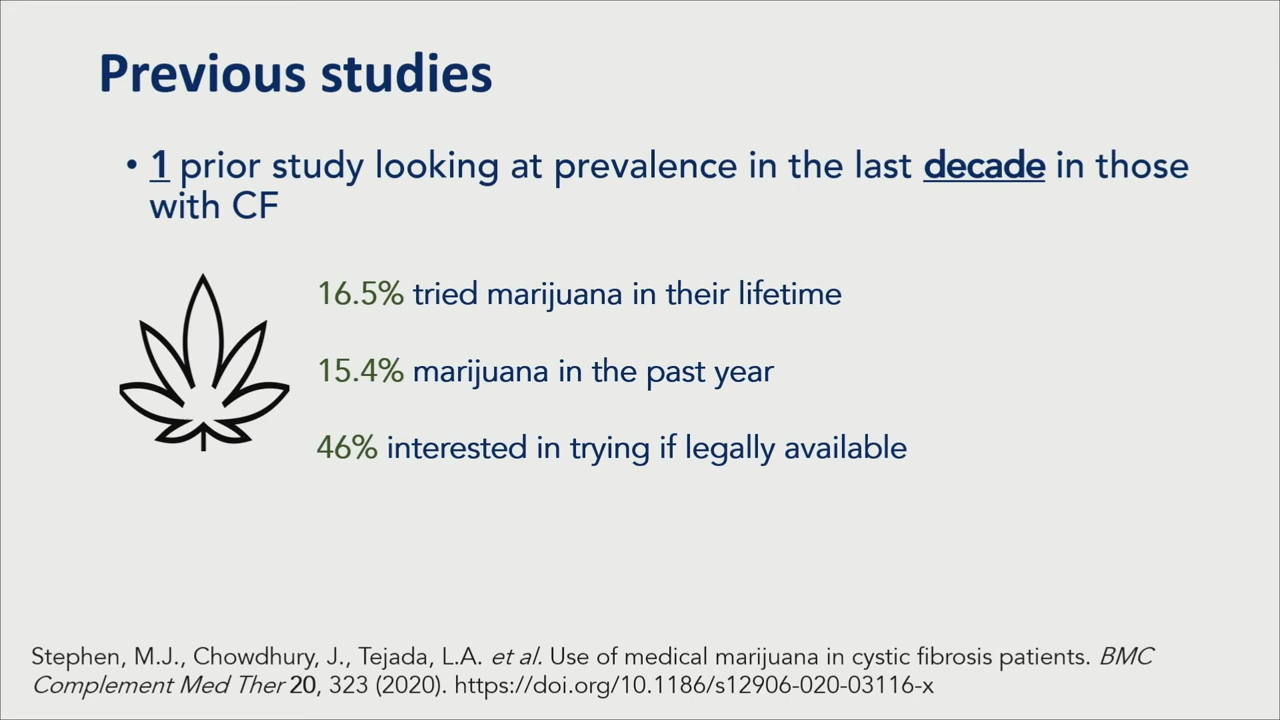 Previous studies
• 1 prior study looking at prevalence in the last decade in those
with CF
16.5% tried marijuana in their lifetime
15.4% marijuana in the past year
46% interested in trying if legally available
Stephen, M.J., Chowdhury, J., Tejada, L.A. et al. Use of medical marijuana in cystic fibrosis patients. BMC
Complement Med Ther 20, 323 (2020). https://doi.org/10.1186/s12906-020-03116-x